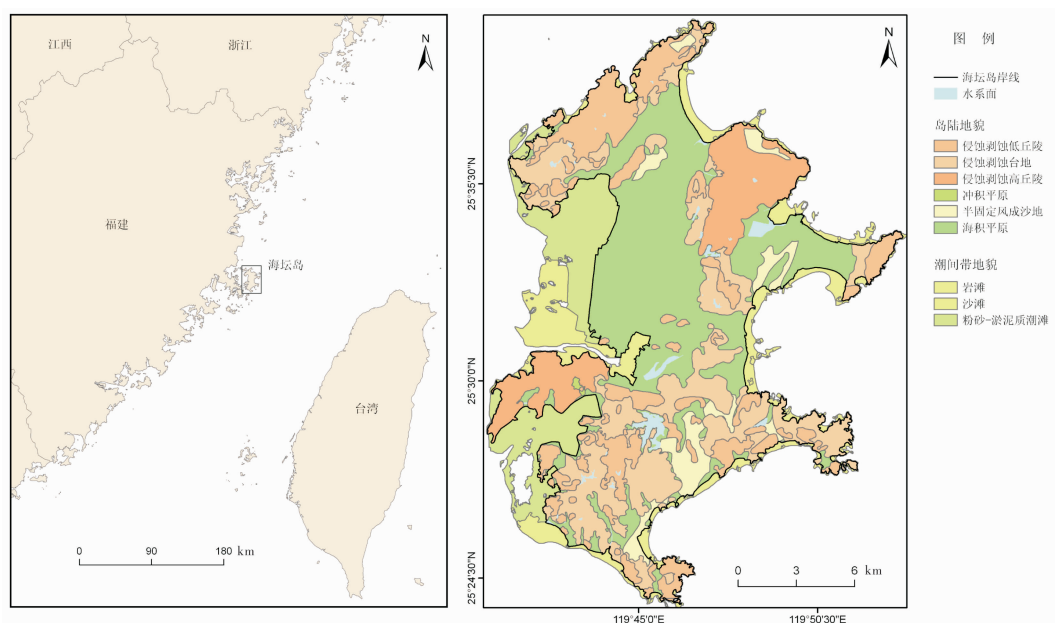 江西
浙江
N
福建
海坛岛
台湾
0 90 180 km
N
25°35'30"N
25°30'0"N
25°24'30"N
0 3 6 km
119°45'0"E
119°50'30"E
图 例
海坛岛岸线
水系面
岛陆地貌
侵蚀剥蚀低丘陵
侵蚀剥蚀台地
侵蚀剥蚀高丘陵
冲积平原
半固定风成沙地
海积平原
潮间带地貌
岩滩
沙滩
粉砂-淤泥质潮滩